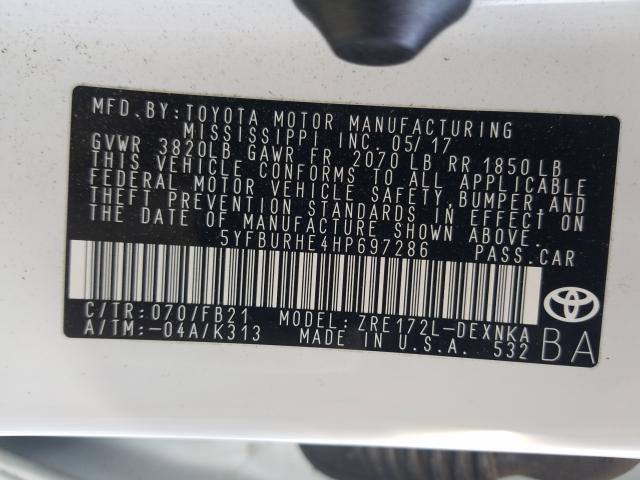 MFD.BY:TOYOTA MOTOR MANUFACTURING
MISSISSIPPI INC. 05/17
GVWR 3820LB GAWR FR 2070 LB RR 1850 LB
THIS VEHICLE CONFORMS TO ALL APPLICABLE
FEDERAL MOTOR VEHICLE SAFETY,BUMPER,AND
THEFT PREVENTION STANDARDS IN EFFECT ON
THE DATE OF MANUFACTURE SHOWN ABOVE.
5YFBURHE4HP697286 PASS.CAR
C/TR:070/FB21 MODEL:ZRE172L-DEXNKA
A/TM:-04A/K313 MADE IN U.S.A. 532
BA